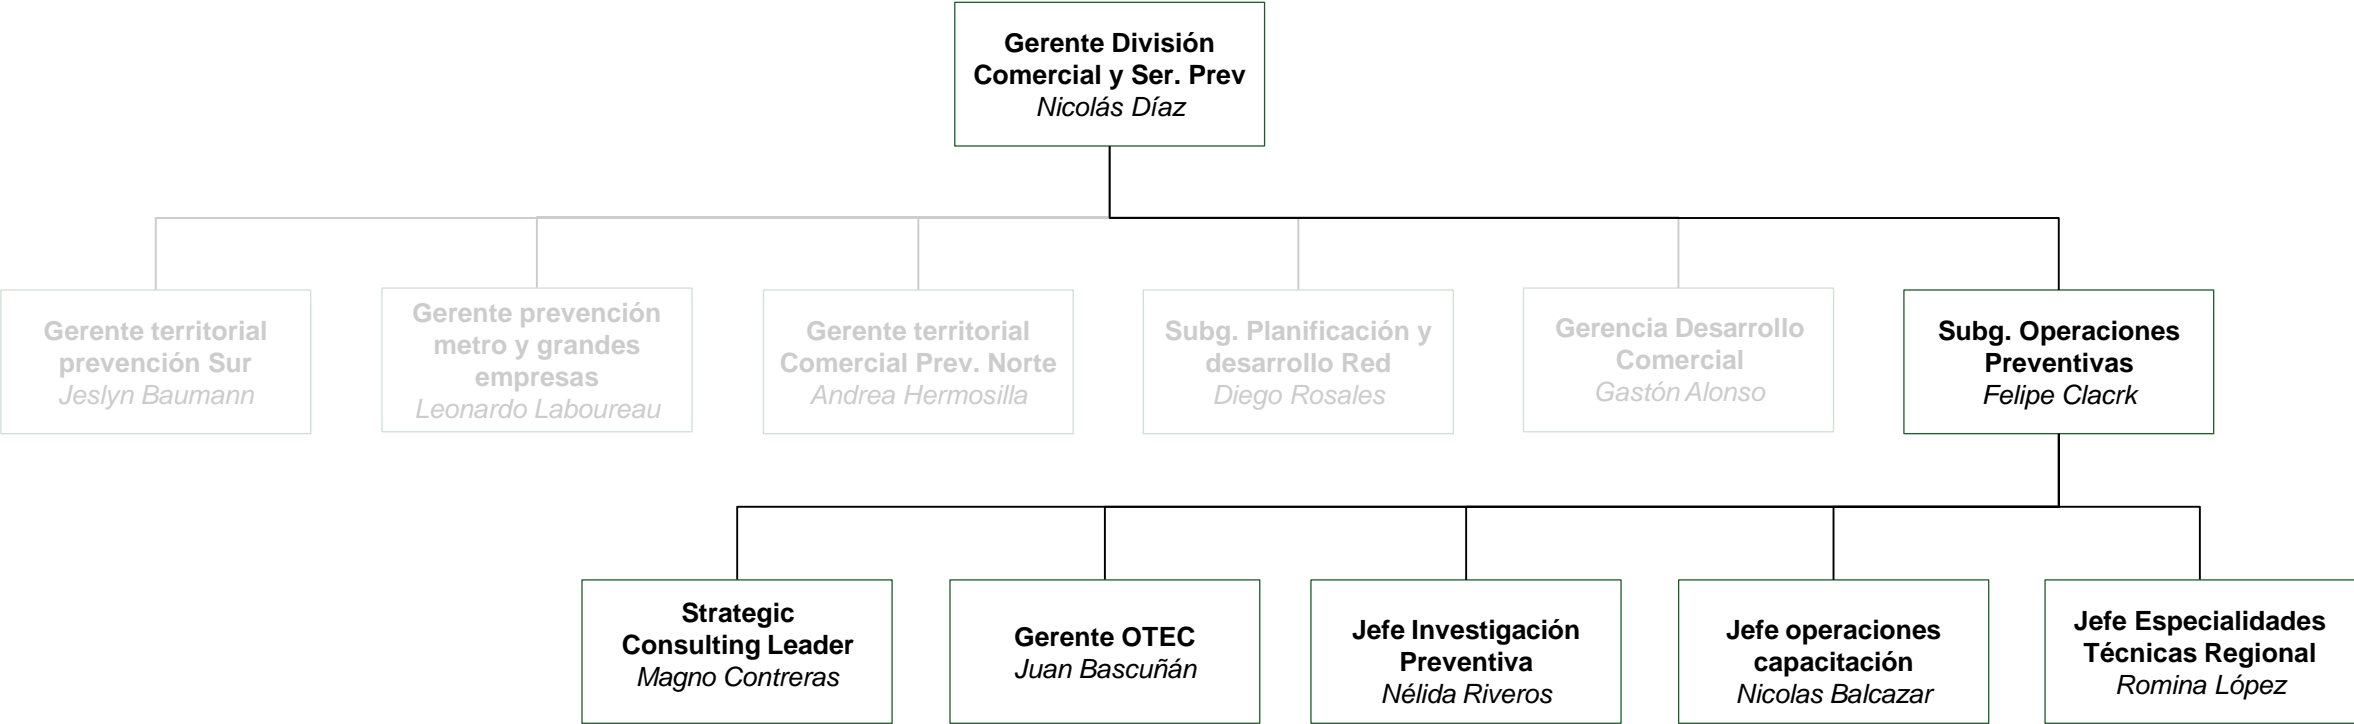 Gerente División
Comercial y Ser. Prev
Nicolás Díaz
Gerente territorial
prevención Sur
Jeslyn Baumann
Gerente prevención
metro y grandes
empresas
Leonardo Laboureau
Gerente territorial
Comercial Prev. Norte
Andrea Hermosilla
Subg. Planificación y
desarrollo Red
Diego Rosales
Gerencia Desarrollo
Comercial
Gastón Alonso
Subg. Operaciones
Preventivas
Felipe Clacrk
Strategic
Consulting Leader
Magno Contreras
Gerente OTEC
Juan Bascuñán
Jefe Investigación
Preventiva
Nélida Riveros
Jefe operaciones
capacitación
Nicolas Balcazar
Jefe Especialidades
Técnicas Regional
Romina López